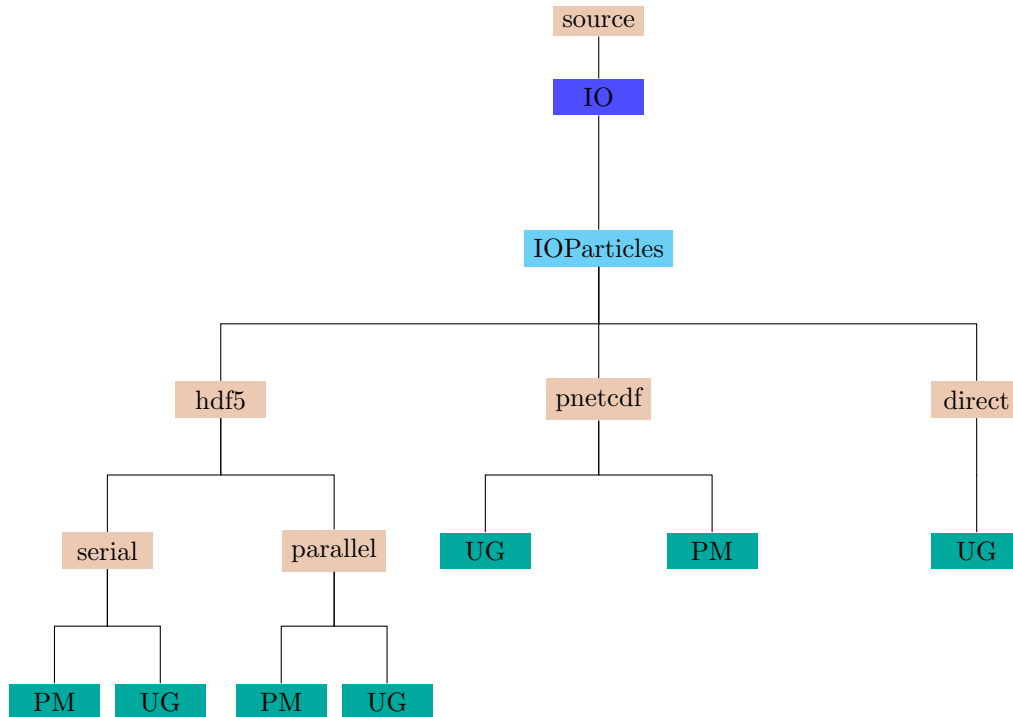 source
IO
IOParticles
hdf5
pnetcdf
direct
serial
parallel
UG
PM
UG
PM
UG
PM
UG